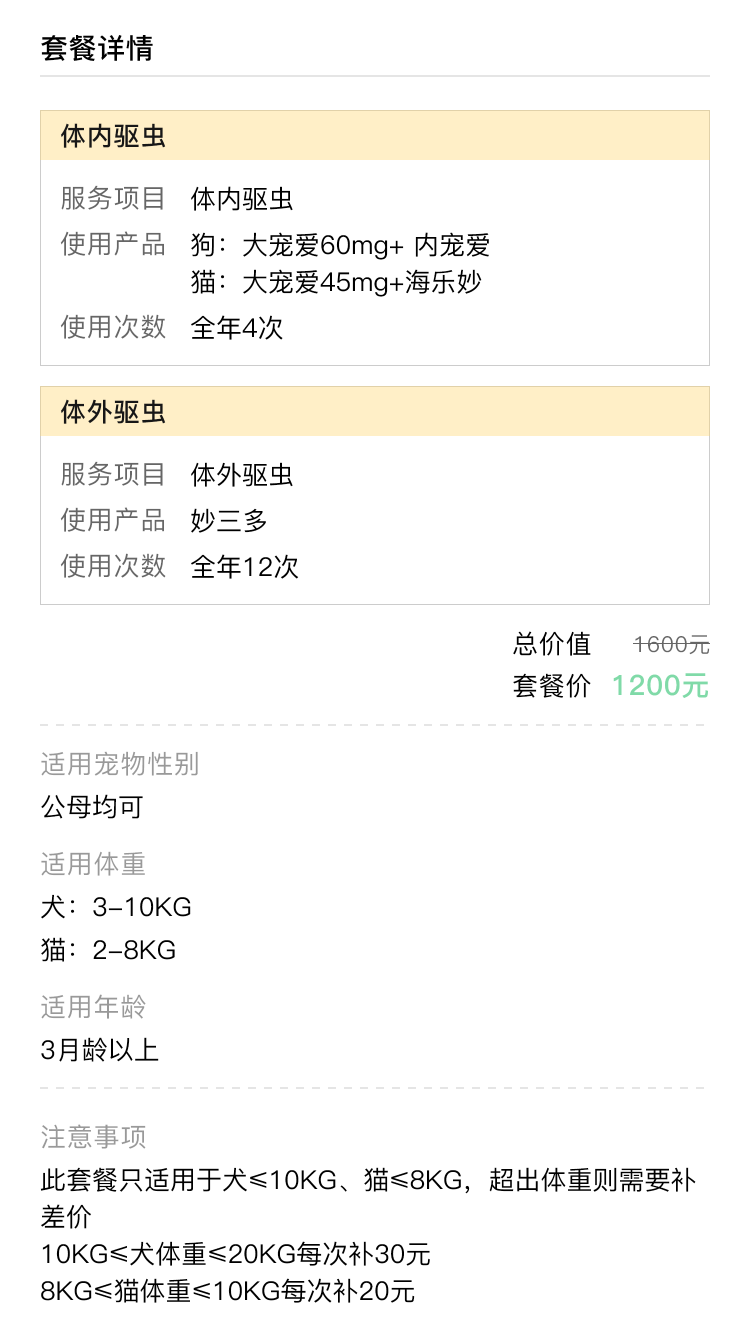 套餐详情
体内驱虫
服务项目 体内驱虫
使用产品 狗：大宠爱60mg+ 内宠爱
猫：大宠爱45mg+海乐妙
使用次数 全年4次
体外驱虫
服务项目 体外驱虫
使用产品 妙三多
使用次数 全年12次
总价值 1600元
套餐价 1200元
适用宠物性别
公母均可
适用体重
犬：3-10KG
猫：2-8KG
适用年龄
3月龄以上
注意事项
此套餐只适用于犬≤10KG、猫≤8KG，超出体重则需要补
差价
10KG≤犬体重≤20KG每次补30元
8KG≤猫体重≤10KG每次补20元